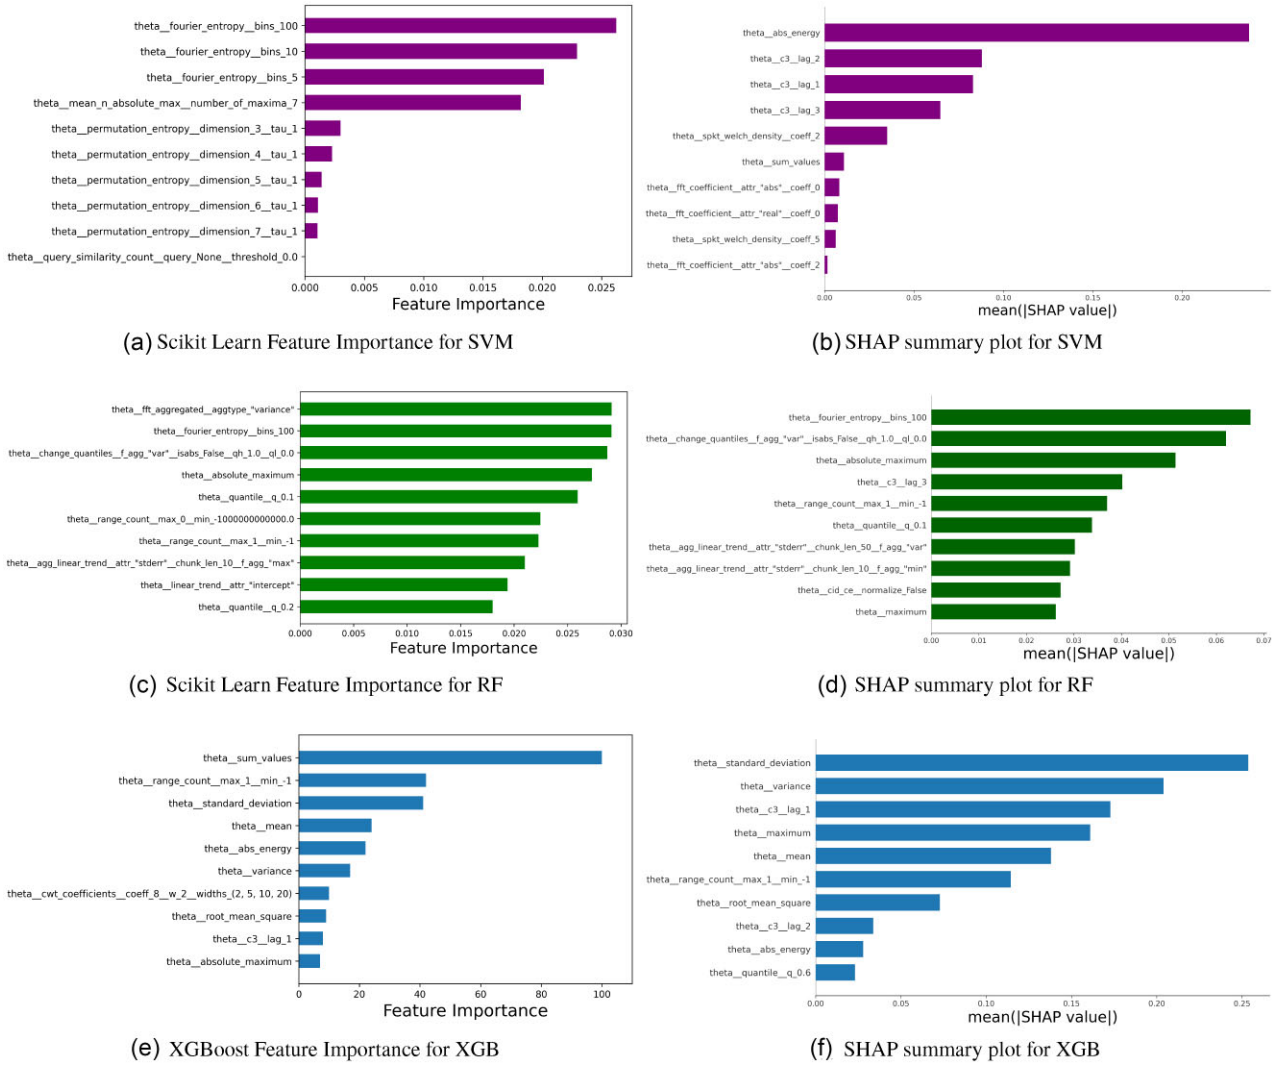 theta__fourier_entropy__bins_100
theta__fourier_entropy__bins_10
theta__fourier_entropy__bins_5
theta__mean_n_absolute_max__number_of_maxima_7
theta__permutation_entropy__dimension_3__tau_1
theta__permutation_entropy__dimension_4__tau_1
theta__permutation_entropy__dimension_5__tau_1
theta__permutation_entropy__dimension_6__tau_1
theta__permutation_entropy__dimension_7__tau_1
theta__query_similarity_count__query_None__threshold_0.0
0.000 0.005 0.010 0.015 0.020 0.025
Feature Importance
(a) Scikit Learn Feature Importance for SVM
theta__abs_energy
theta__c3__lag_2
theta__c3__lag_1
theta__c3__lag_3
theta__spkt_welch_density__coeff_2
theta__sum_values
theta__fft_coefficient__attr_"abs"__coeff_0
theta__fft_coefficient__attr_"real"__coeff_0
theta__spkt_welch_density__coeff_5
theta__fft_coefficient__attr_"abs"__coeff_2
0.00 0.05 0.10 0.15 0.20
mean(|SHAP value|)
(b) SHAP summary plot for SVM
theta__fft_aggregated__aggtype_"variance"
theta__fourier_entropy__bins_100
theta__change_quantiles__f_agg_"var"__isabs_False__qh_1.0__ql_0.0
theta__absolute_maximum
theta__quantile__q_0.1
theta__range_count__max_0__min_-1000000000000.0
theta__range_count__max_1__min_-1
theta__agg_linear_trend__attr_"stderr"__chunk_len_10__f_agg_"max"
theta__linear_trend__attr_"intercept"
theta__quantile__q_0.2
0.000 0.005 0.010 0.015 0.020 0.025 0.030
Feature Importance
(c) Scikit Learn Feature Importance for RF
theta__fourier_entropy__bins_100
theta__change_quantiles__f_agg_"var"__isabs_False__qh_1.0__ql_0.0
theta__absolute_maximum
theta__c3__lag_3
theta__range_count__max_1__min_-1
theta__quantile__q_0.1
theta__agg_linear_trend__attr_"stderr"__chunk_len_50__f_agg_"var"
theta__agg_linear_trend__attr_"stderr"__chunk_len_10__f_agg_"min"
theta__cid_ce__normalize_False
theta__maximum
0.00 0.01 0.02 0.03 0.04 0.05 0.06 0.07
mean(|SHAP value|)
(d) SHAP summary plot for RF
theta__sum_values
theta__range_count__max_1__min_-1
theta__standard_deviation
theta__mean
theta__abs_energy
theta__variance
theta__cwt_coefficients__coeff_8__w_2__widths_(2, 5, 10, 20)
theta__root_mean_square
theta__c3__lag_1
theta__absolute_maximum
0 20 40 60 80 100
Feature Importance
(e) XGBoost Feature Importance for XGB
theta__standard_deviation
theta__variance
theta__c3__lag_1
theta__maximum
theta__mean
theta__range_count__max_1__min_-1
theta__root_mean_square
theta__c3__lag_2
theta__abs_energy
theta__quantile__q_0.6
0.00 0.05 0.10 0.15 0.20 0.25
mean(|SHAP value|)
(f) SHAP summary plot for XGB